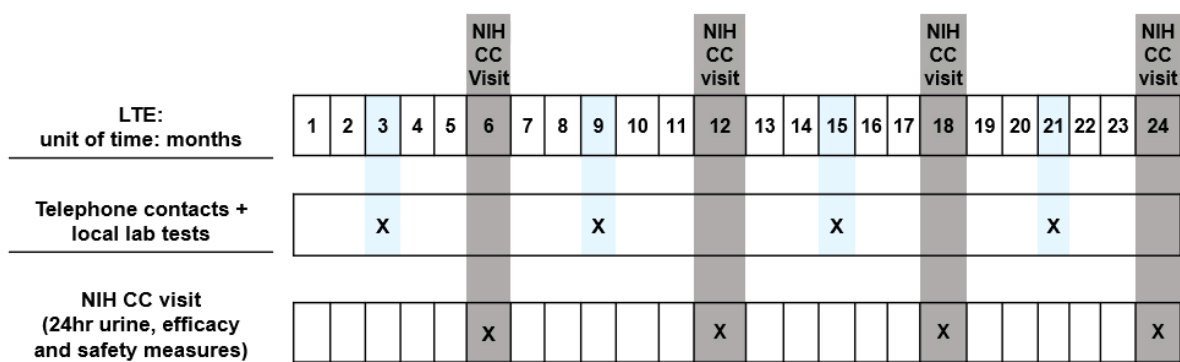 NIH CC Visit
NIH CC visit
NIH CC visit
NIH CC visit
LTE:
unit of time: months
1 2 3 4 5 6 7 8 9 10 11 12 13 14 15 16 17 18 19 20 21 22 23 24
Telephone contacts +
local lab tests
X X X X
NIH CC visit
(24hr urine, efficacy
and safety measures)
X X X X